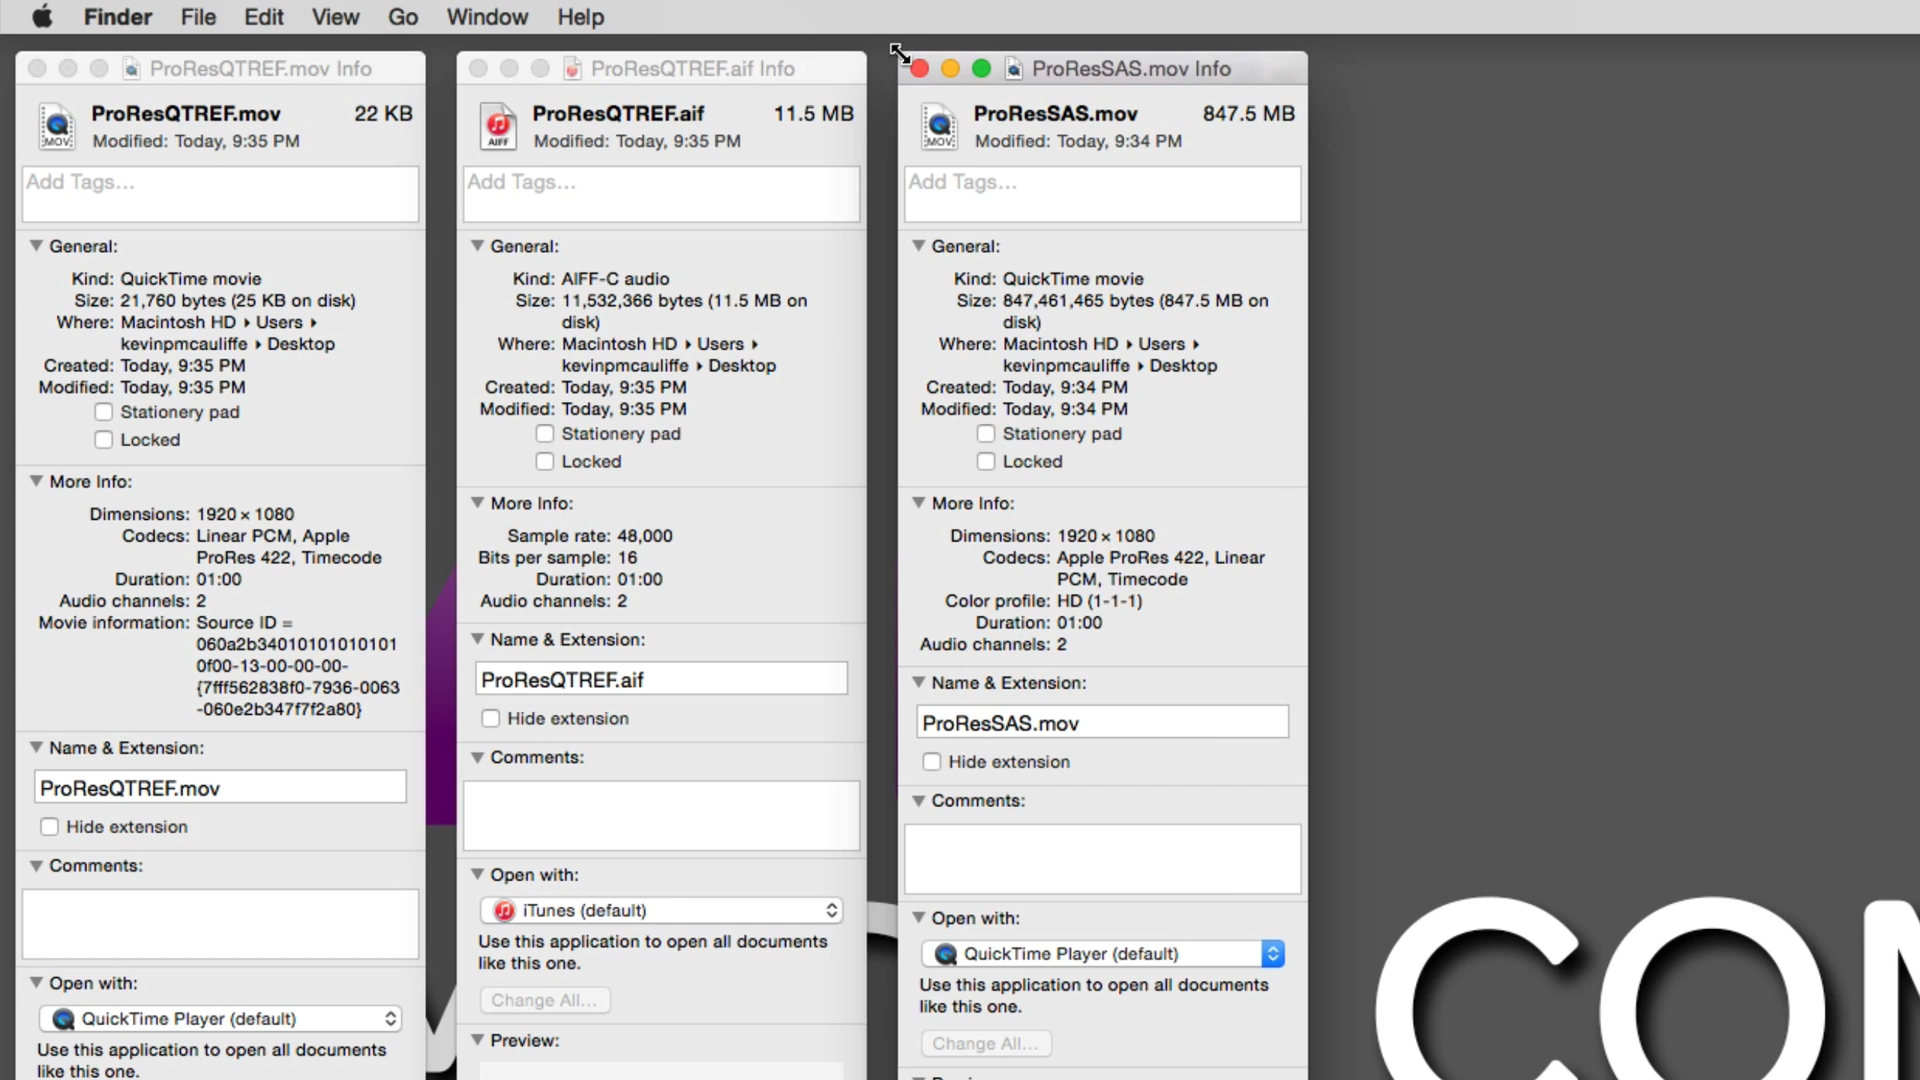 Finder File Edit View Go Window Help
ProResQTREF.mov Info
MOV
ProResQTREF.mov 22 KB
Modified: Today, 9:35 PM
Add Tags...
General:
Kind: QuickTime movie
Size: 21,760 bytes (25 KB on disk)
Where: Macintosh HD ▸ Users ▸
kevinpmcauliffe ▸ Desktop
Created: Today, 9:35 PM
Modified: Today, 9:35 PM
Stationery pad
Locked
More Info:
Dimensions: 1920 × 1080
Codecs: Linear PCM, Apple
ProRes 422, Timecode
Duration: 01:00
Audio channels: 2
Movie information: Source ID =
060a2b340101010101010
0f00-13-00-00-00-
{7fff562838f0-7936-0063
-060e2b347f7f2a80}
Name & Extension:
ProResQTREF.mov
Hide extension
Comments:
Open with:
QuickTime Player (default)
Use this application to open all documents
like this one.
ProResQTREF.aif Info
AIFF
ProResQTREF.aif 11.5 MB
Modified: Today, 9:35 PM
Add Tags...
General:
Kind: AIFF-C audio
Size: 11,532,366 bytes (11.5 MB on
disk)
Where: Macintosh HD ▸ Users ▸
kevinpmcauliffe ▸ Desktop
Created: Today, 9:35 PM
Modified: Today, 9:35 PM
Stationery pad
Locked
More Info:
Sample rate: 48,000
Bits per sample: 16
Duration: 01:00
Audio channels: 2
Name & Extension:
ProResQTREF.aif
Hide extension
Comments:
Open with:
iTunes (default)
Use this application to open all documents
like this one.
Change All...
Preview:
ProResSAS.mov Info
MOV
ProResSAS.mov 847.5 MB
Modified: Today, 9:34 PM
Add Tags...
General:
Kind: QuickTime movie
Size: 847,461,465 bytes (847.5 MB on
disk)
Where: Macintosh HD ▸ Users ▸
kevinpmcauliffe ▸ Desktop
Created: Today, 9:34 PM
Modified: Today, 9:34 PM
Stationery pad
Locked
More Info:
Dimensions: 1920 × 1080
Codecs: Apple ProRes 422, Linear
PCM, Timecode
Color profile: HD (1-1-1)
Duration: 01:00
Audio channels: 2
Name & Extension:
ProResSAS.mov
Hide extension
Comments:
Open with:
QuickTime Player (default)
Use this application to open all documents
like this one.
Change All...
CO